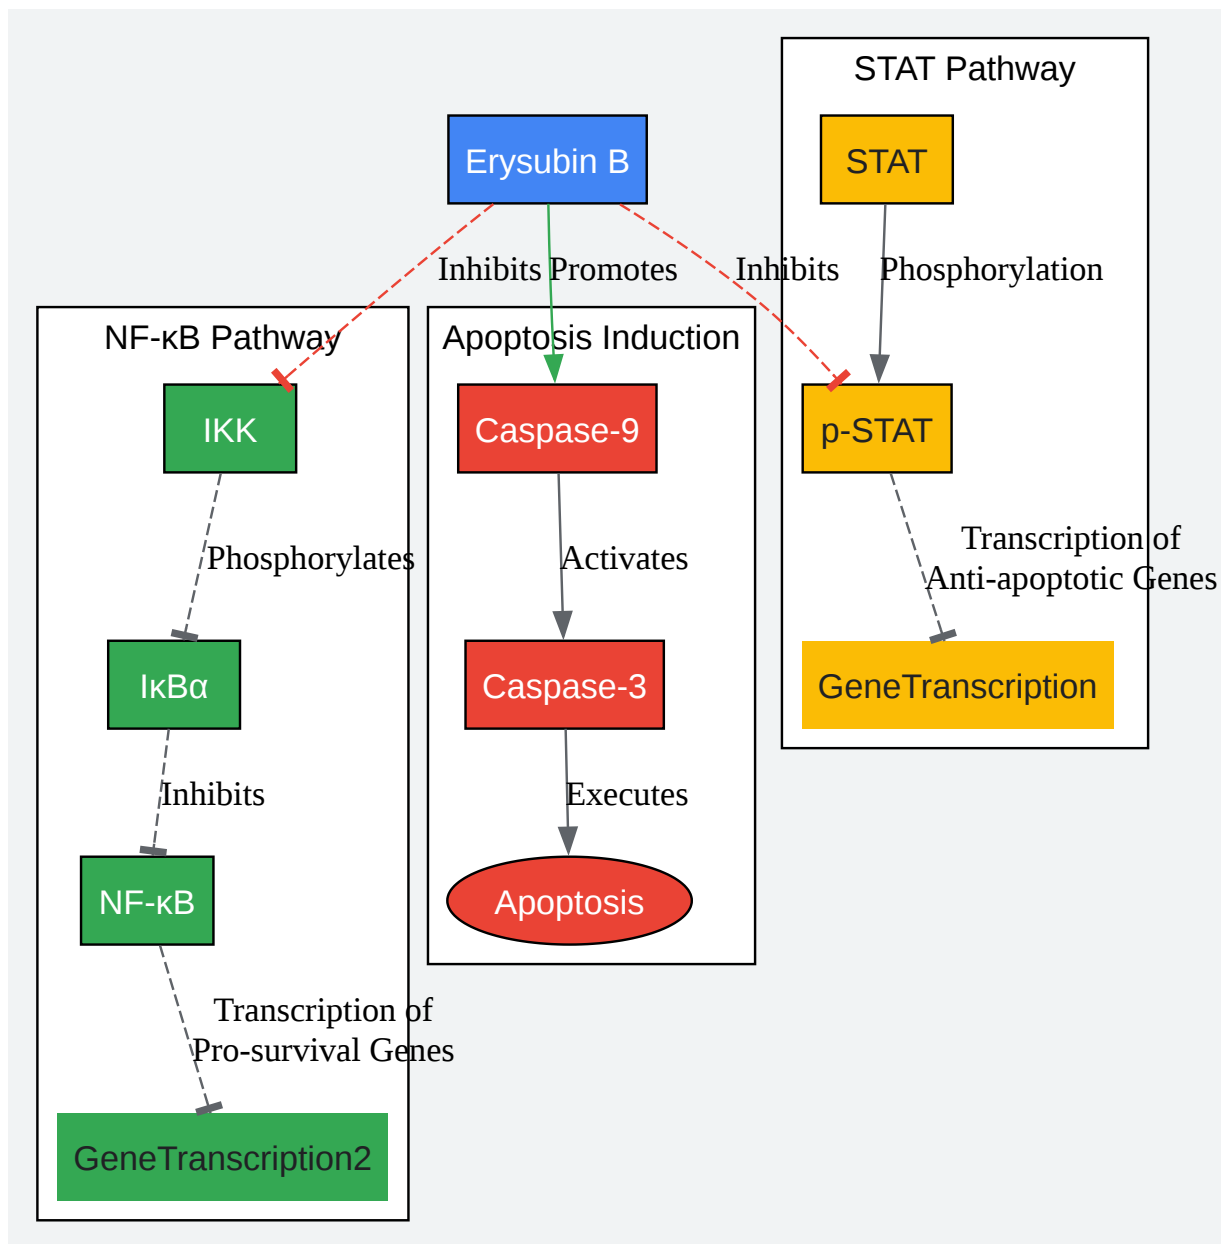 STAT Pathway
Erysubin B
STAT
Inhibits
Promotes
Inhibits
Phosphorylation
NF-κB Pathway
Apoptosis Induction
IKK
Caspase-9
p-STAT
Phosphorylates
Activates
Transcription of
Anti-apoptotic Genes
IκBα
Caspase-3
GeneTranscription
Inhibits
Executes
NF-κB
Apoptosis
Transcription of
Pro-survival Genes
GeneTranscription2